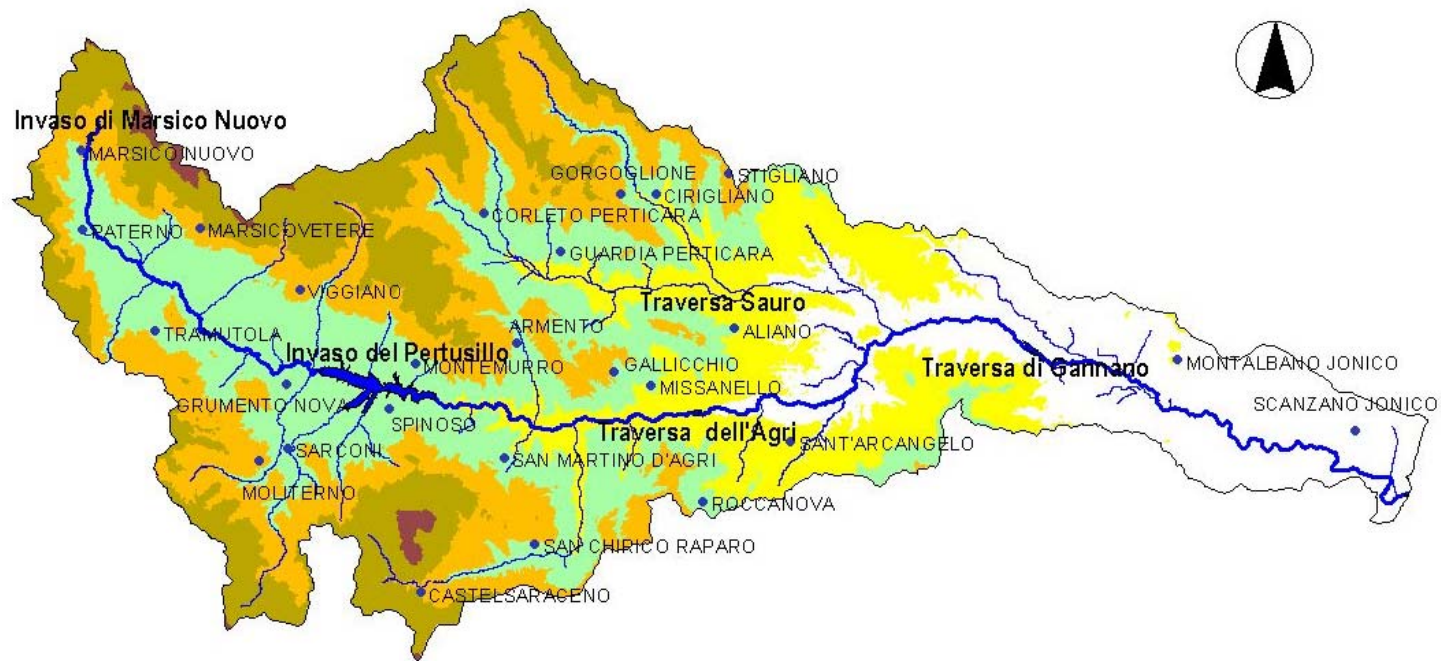 Invaso di Marsico Nuovo
MARSICO NUOVO
GORGOGLIONE
STIGLIANO
CIRIGLIANO
CORLETO PERTICARA
PATERNO
MARSICOVETERE
GUARDIA PERTICARA
VIGGIANO
Traversa Sauro
TRAMUTOLA
ARMENTO
ALIANO
Invaso del Pertusillo
MONTEMURRO
GALLICCHIO
Traversa di Gannano
MONTALBANO JONICO
MISSANELLO
GRUMENTO NOVA
SPINOSO
SCANZANO JONICO
Traversa dell'Agri
SANT'ARCANGELO
SARCONI
SAN MARTINO D'AGRI
MOLITERNO
ROCCANOVA
SAN CHIRICO RAPARO
CASTELSARACENO